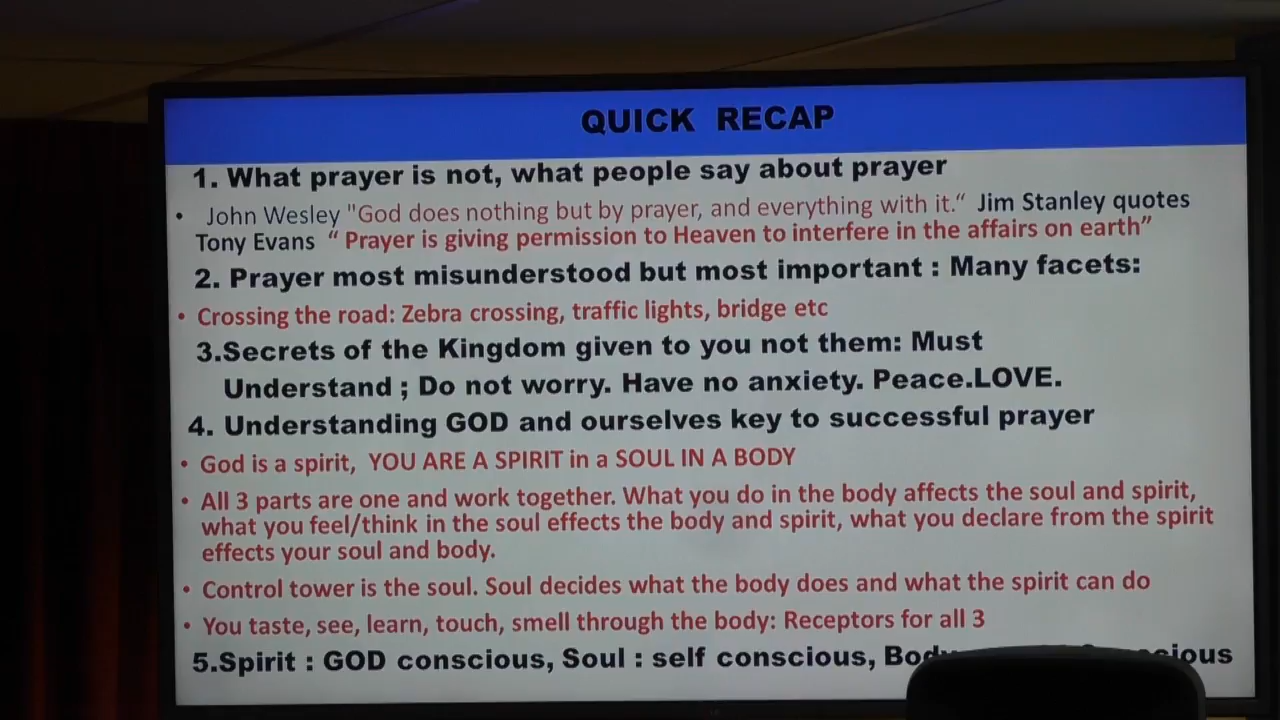 QUICK RECAP
1. What prayer is not, what people say about prayer
• John Wesley "God does nothing but by prayer, and everything with it.“ Jim Stanley quotes
Tony Evans “ Prayer is giving permission to Heaven to interfere in the affairs on earth”
2. Prayer most misunderstood but most important : Many facets:
• Crossing the road: Zebra crossing, traffic lights, bridge etc
3.Secrets of the Kingdom given to you not them: Must
Understand ; Do not worry. Have no anxiety. Peace.LOVE.
4. Understanding GOD and ourselves key to successful prayer
• God is a spirit, YOU ARE A SPIRIT in a SOUL IN A BODY
• All 3 parts are one and work together. What you do in the body affects the soul and spirit,
what you feel/think in the soul effects the body and spirit, what you declare from the spirit
effects your soul and body.
• Control tower is the soul. Soul decides what the body does and what the spirit can do
• You taste, see, learn, touch, smell through the body: Receptors for all 3
5.Spirit : GOD conscious, Soul : self conscious,